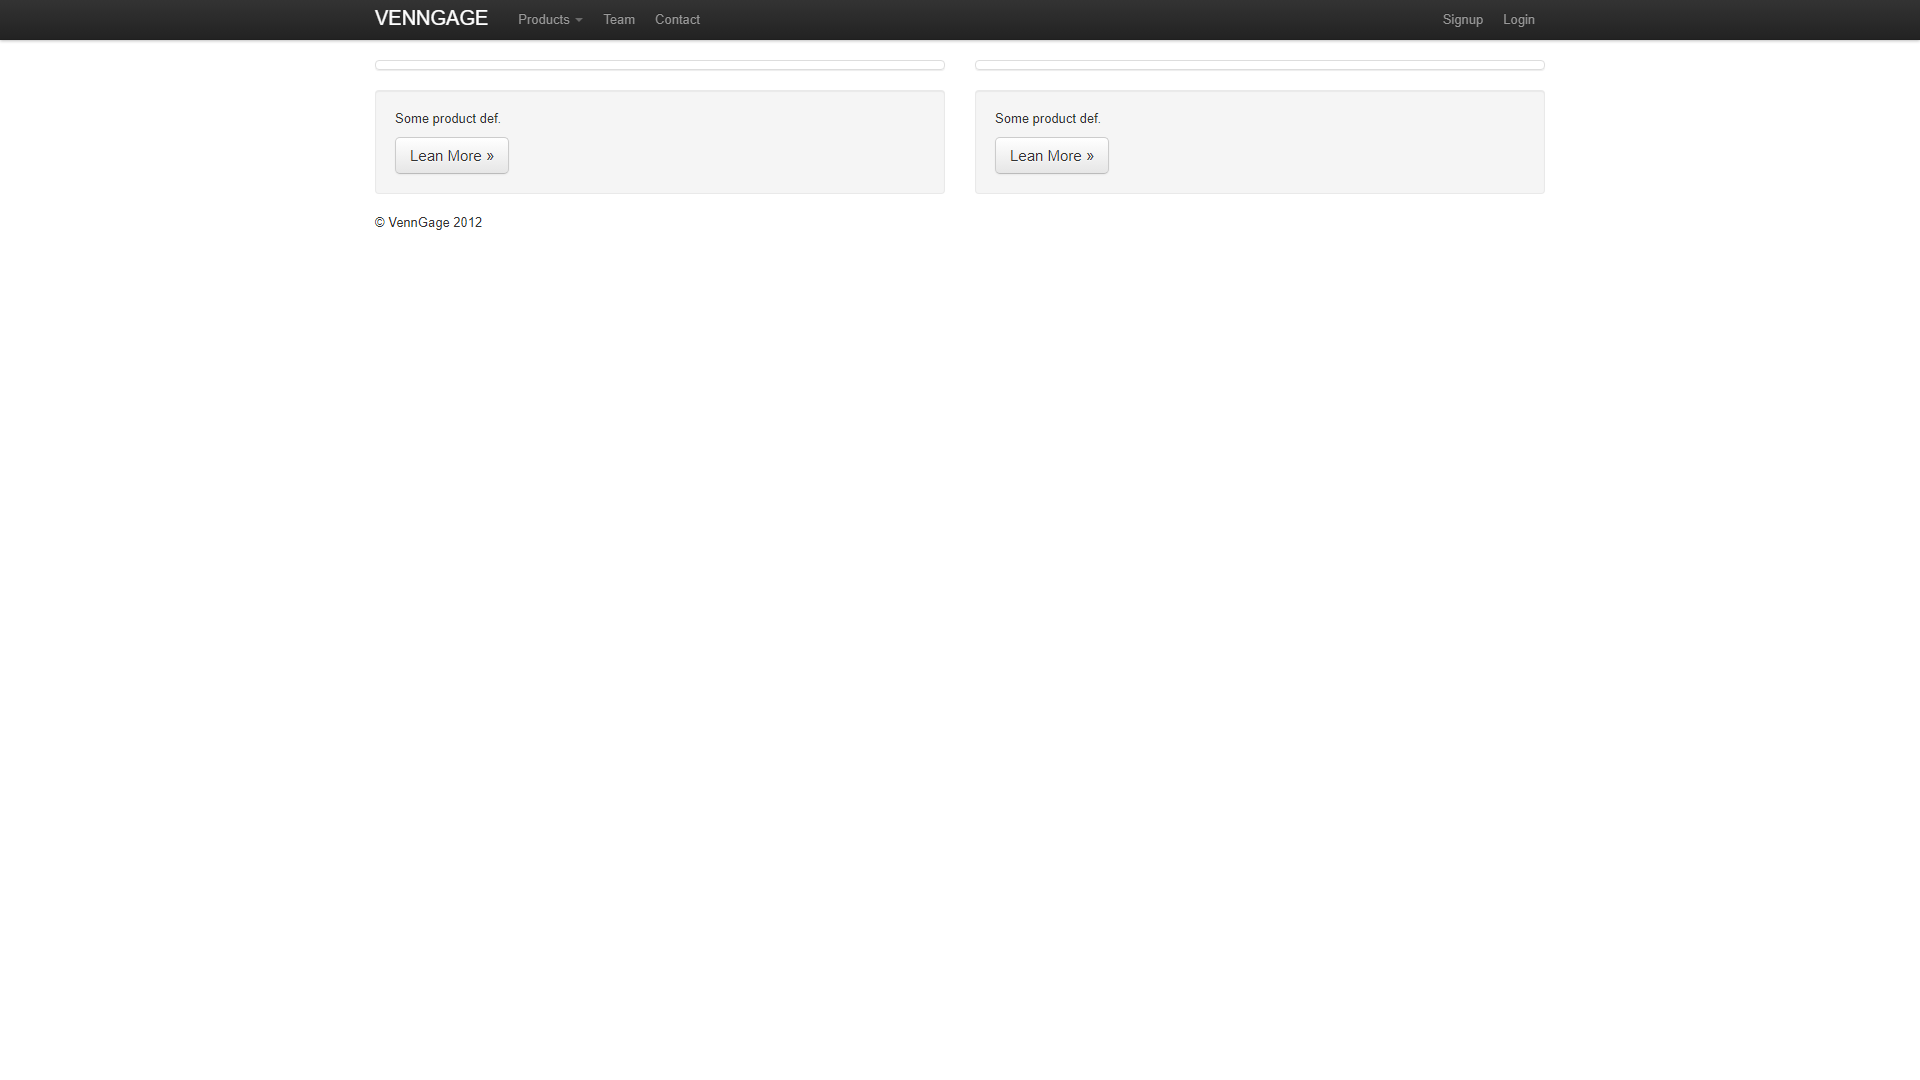 VENNGAGE Products Team Contact Signup Login
Some product def.
Lean More »
Some product def.
Lean More »
© VennGage 2012